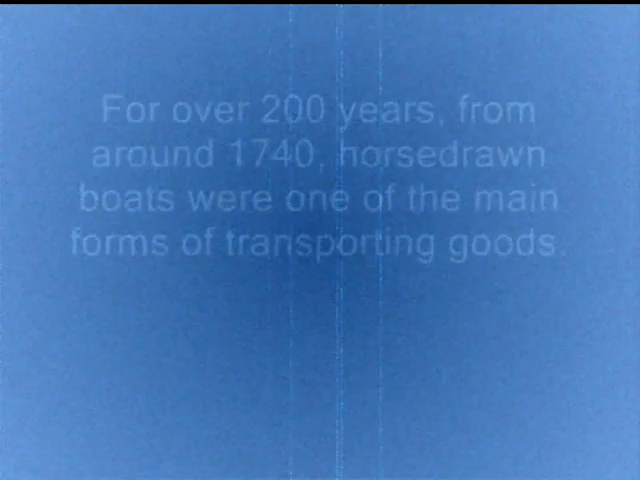 For over 200 years, from
around 1740, horsedrawn
boats were one of the main
forms of transporting goods.